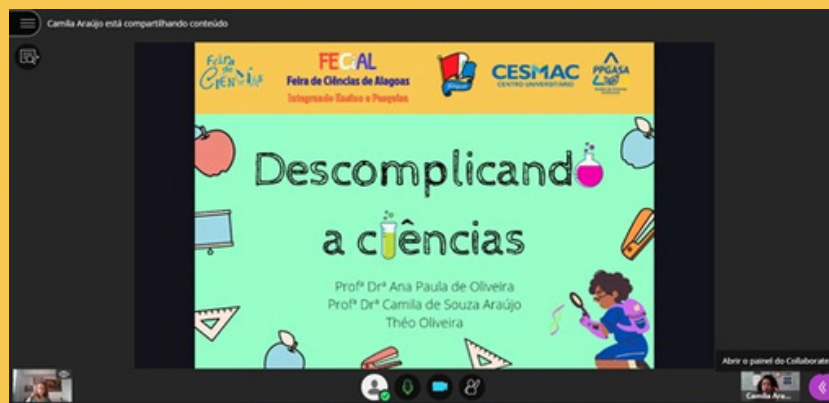 Camila Araújo está compartilhando conteúdo
Feira de CIÊNCIAS
FECIAL
Feira de Ciências de Alagoas
Integrando Ensino e Pesquisa
CESMAC
CENTRO UNIVERSITÁRIO
PPGASA
Descomplicando
a ciências
Profª Drª Ana Paula de Oliveira
Profª Drª Camila de Souza Araújo
Théo Oliveira
Abrir o painel do Collaborate
Camila Ara...